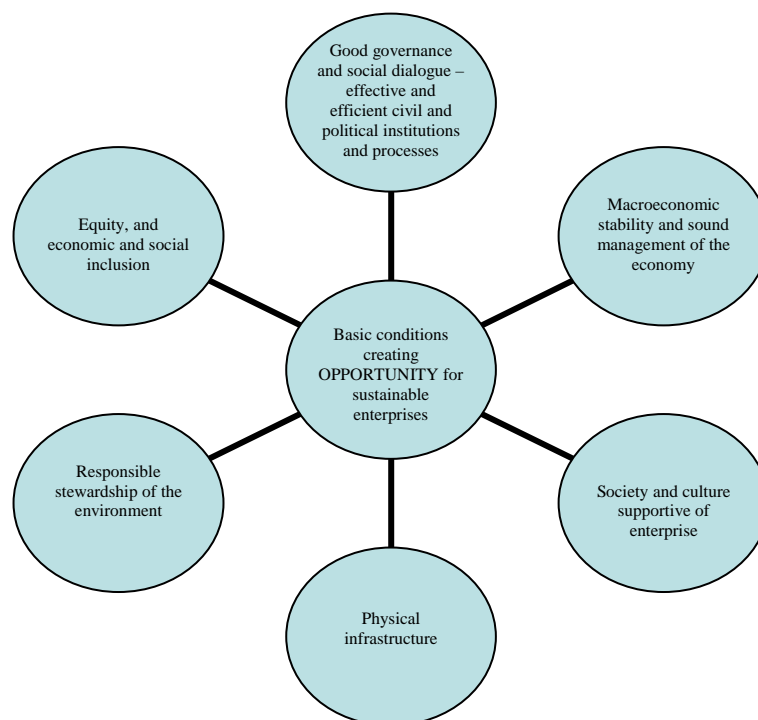 Good governance
and social dialogue –
effective and
efficient civil and
political institutions
and processes
Equity, and
economic and social
inclusion
Macroeconomic
stability and sound
management of the
economy
Basic conditions
creating
OPPORTUNITY for
sustainable
enterprises
Responsible
stewardship of the
environment
Society and culture
supportive of
enterprise
Physical
infrastructure